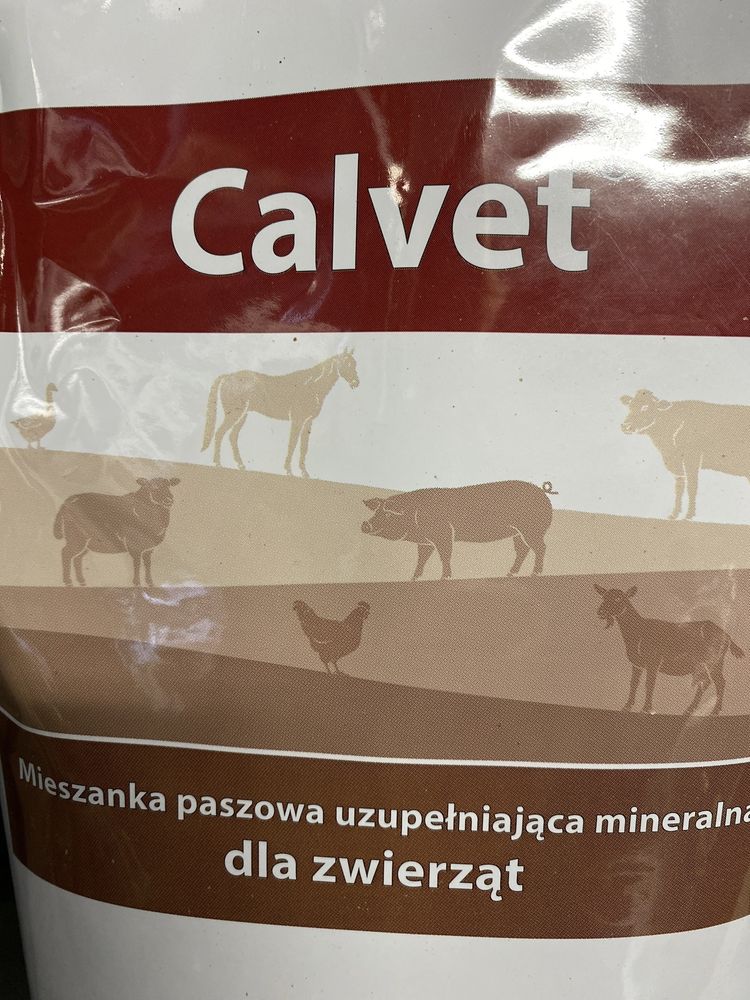 Calvet
Mieszanka paszowa uzupełniająca mineralna
dla zwierząt